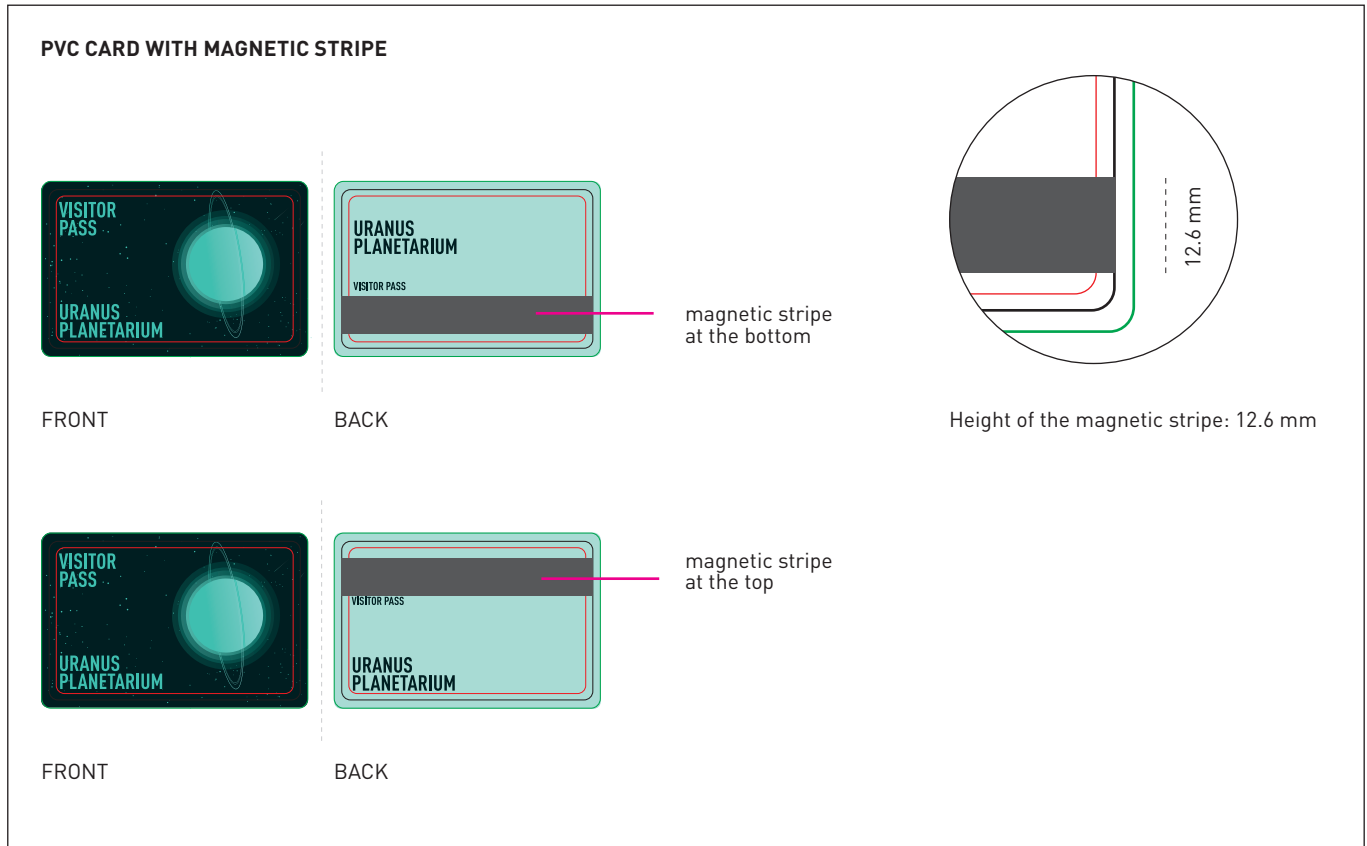 PVC CARD WITH MAGNETIC STRIPE
VISITOR
PASS
URANUS
PLANETARIUM
URANUS
PLANETARIUM
VISITOR PASS
magnetic stripe
at the bottom
12.6 mm
FRONT
BACK
Height of the magnetic stripe: 12.6 mm
VISITOR
PASS
URANUS
PLANETARIUM
VISITOR PASS
URANUS
PLANETARIUM
magnetic stripe
at the top
FRONT
BACK